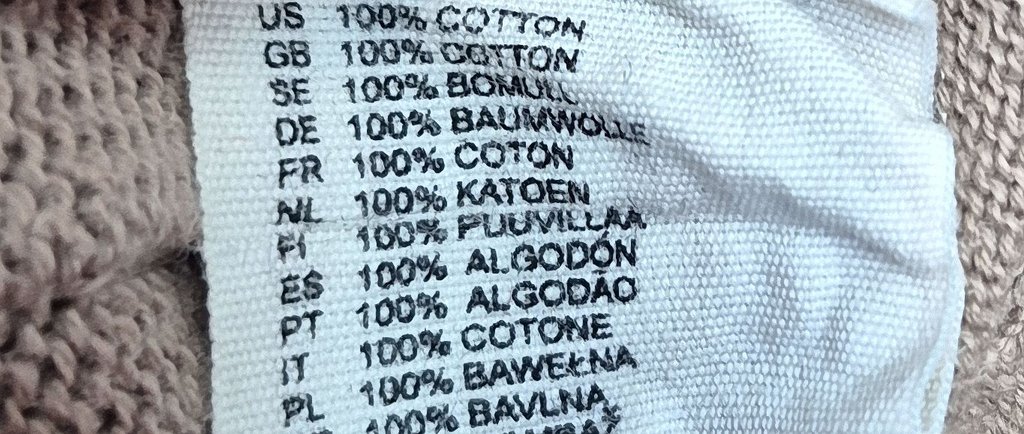 US 100% COTTON
GB 100% COTTON
SE 100% BOMULL
DE 100% BAUMWOLLE
FR 100% COTON
NL 100% KATOEN
FI 100% PUUVILLAA
ES 100% ALGODÓN
PT 100% ALGODÃO
IT 100% COTONE
PL 100% BAWEŁNA
100% BAVLNA